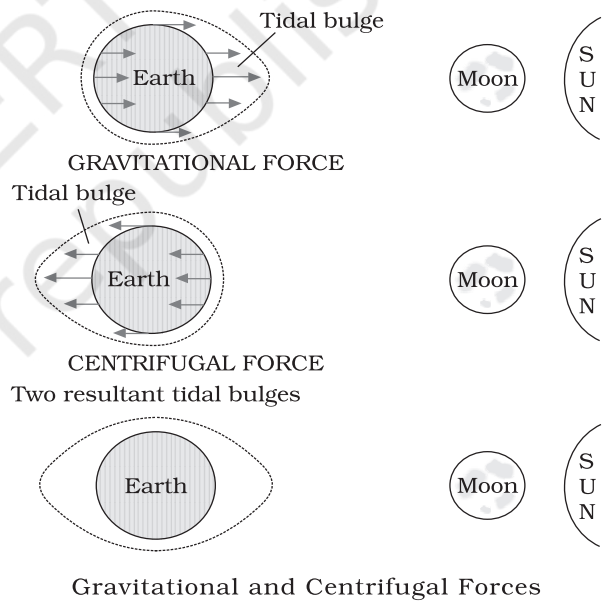 Tidal bulge
Earth
Moon
S
U
N
GRAVITATIONAL FORCE
Tidal bulge
Earth
Moon
S
U
N
CENTRIFUGAL FORCE
Two resultant tidal bulges
Earth
Moon
S
U
N
Gravitational and Centrifugal Forces